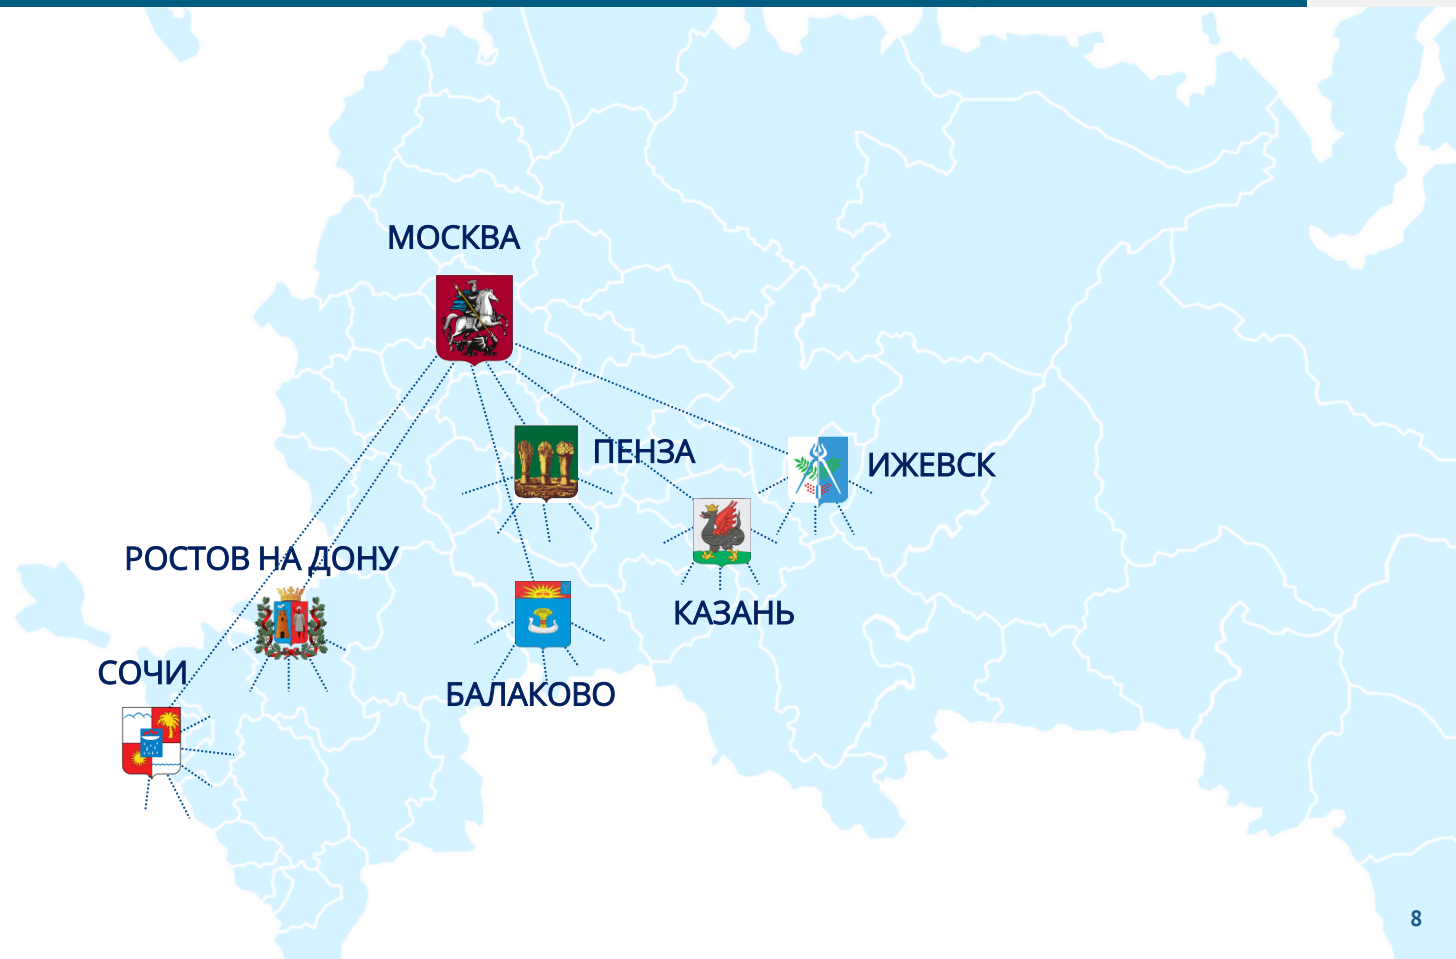 МОСКВА
ПЕНЗА
ИЖЕВСК
РОСТОВ НА ДОНУ
КАЗАНЬ
СОЧИ
БАЛАКОВО
8